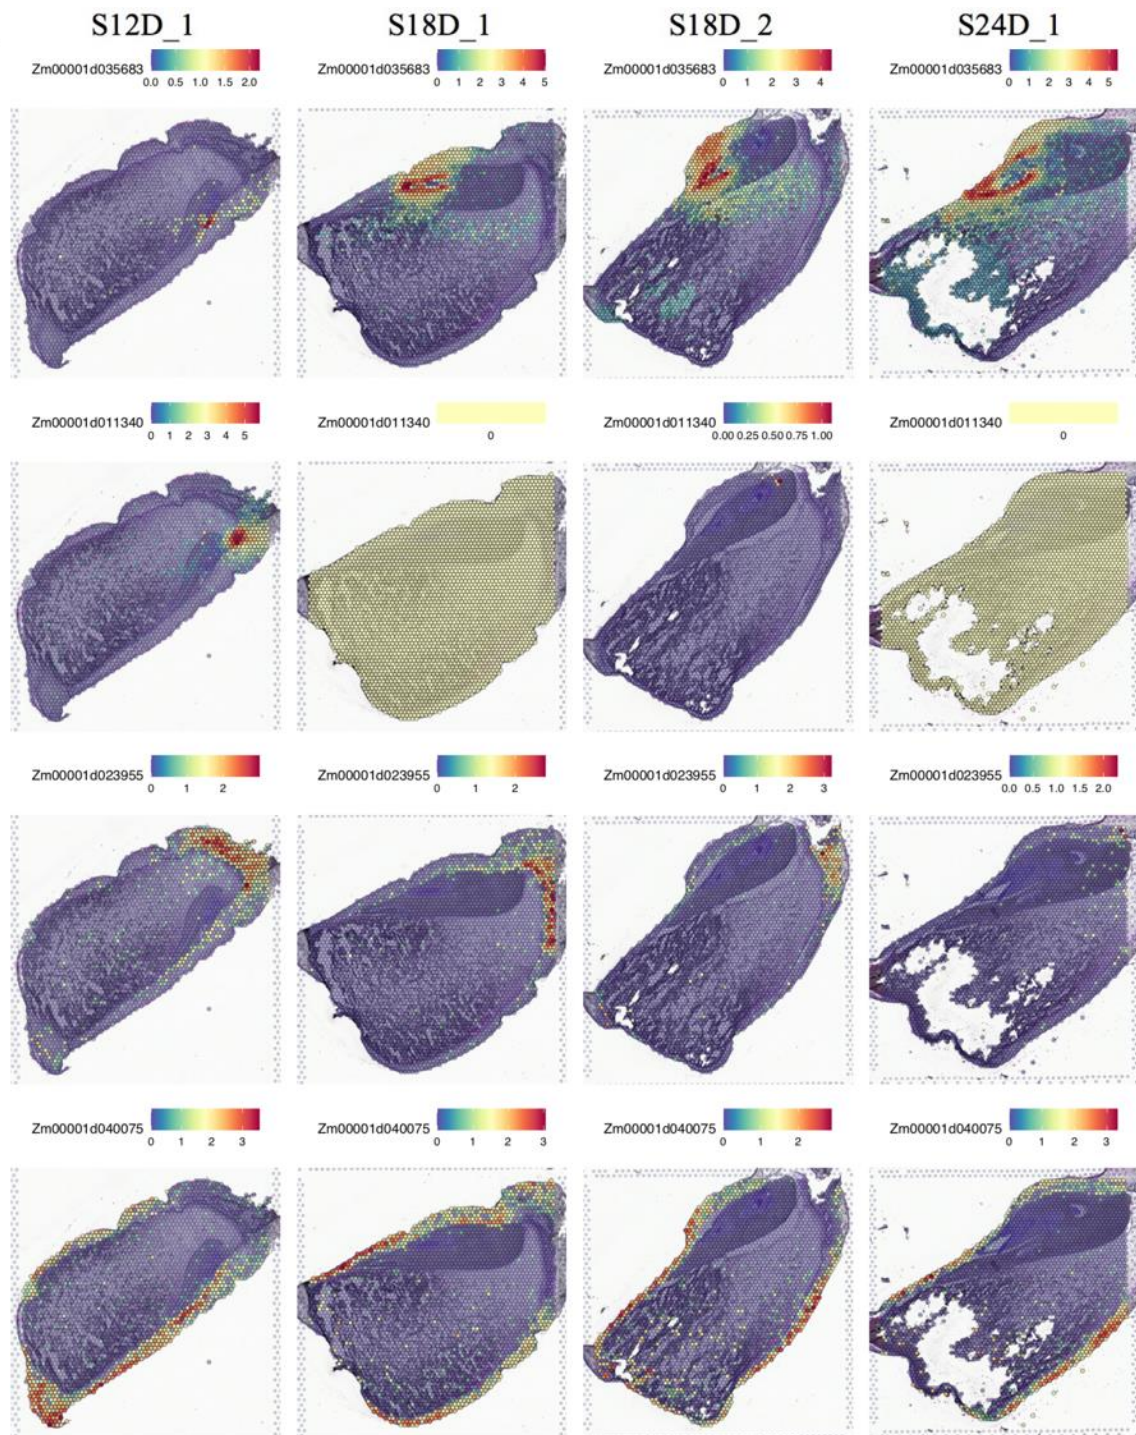 S12D_1 S18D_1 S18D_2 S24D_1
Zm00001d035683 Zm00001d035683 Zm00001d035683 Zm00001d035683
0.0 0.5 1.0 1.5 2.0 0 1 2 3 4 5 0 1 2 3 4 0 1 2 3 4 5
Zm00001d011340 Zm00001d011340 Zm00001d011340 Zm00001d011340
0 1 2 3 4 5 0 0.00 0.25 0.50 0.75 1.00 0
Zm00001d023955 Zm00001d023955 Zm00001d023955 Zm00001d023955
0 1 2 0 1 2 0 1 2 3 0.0 0.5 1.0 1.5 2.0
Zm00001d040075 Zm00001d040075 Zm00001d040075 Zm00001d040075
0 1 2 3 0 1 2 3 0 1 2 0 1 2 3